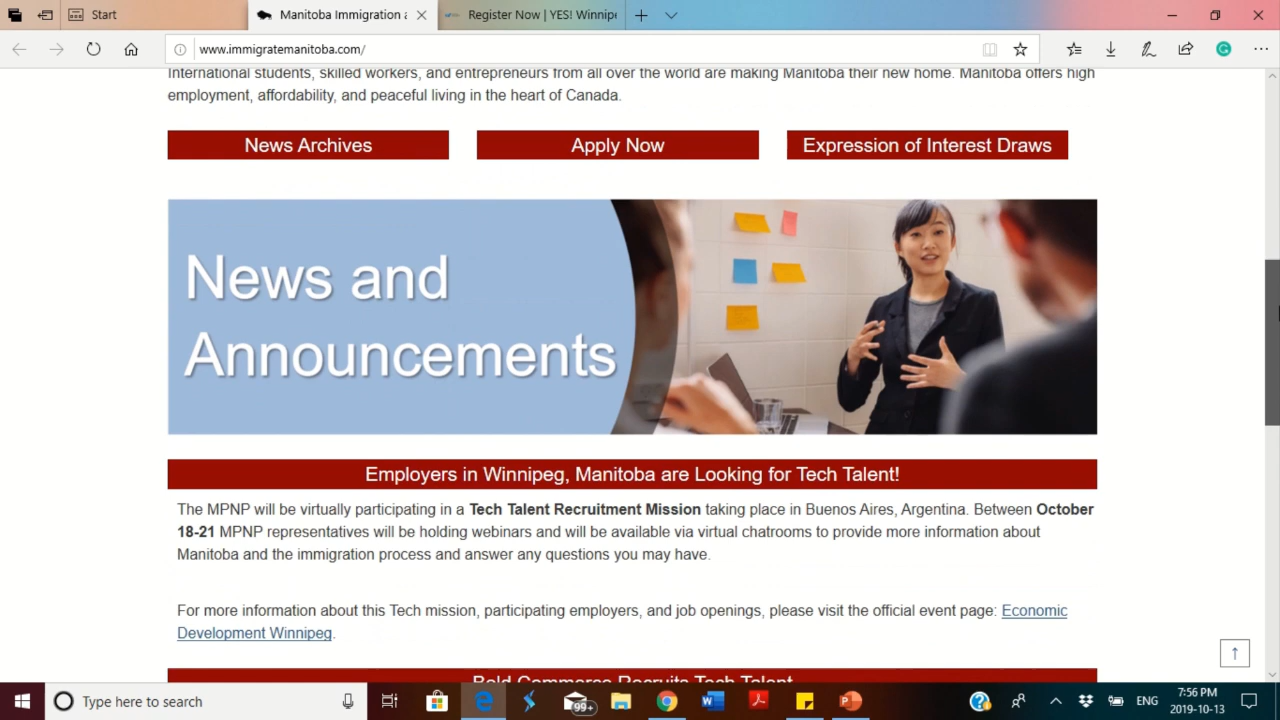 Start
Manitoba Immigration a
Register Now | YES! Winnipe
www.immigratemanitoba.com/
International students, skilled workers, and entrepreneurs from all over the world are making Manitoba their new home. Manitoba offers high
employment, affordability, and peaceful living in the heart of Canada.
News Archives
Apply Now
Expression of Interest Draws
News and
Announcements
Employers in Winnipeg, Manitoba are Looking for Tech Talent!
The MPNP will be virtually participating in a Tech Talent Recruitment Mission taking place in Buenos Aires, Argentina. Between October
18-21 MPNP representatives will be holding webinars and will be available via virtual chatrooms to provide more information about
Manitoba and the immigration process and answer any questions you may have.
For more information about this Tech mission, participating employers, and job openings, please visit the official event page: Economic
Development Winnipeg.
Bold Commerce Recruits Tech Talent
Type here to search
99+
ENG
7:56 PM
2019-10-13